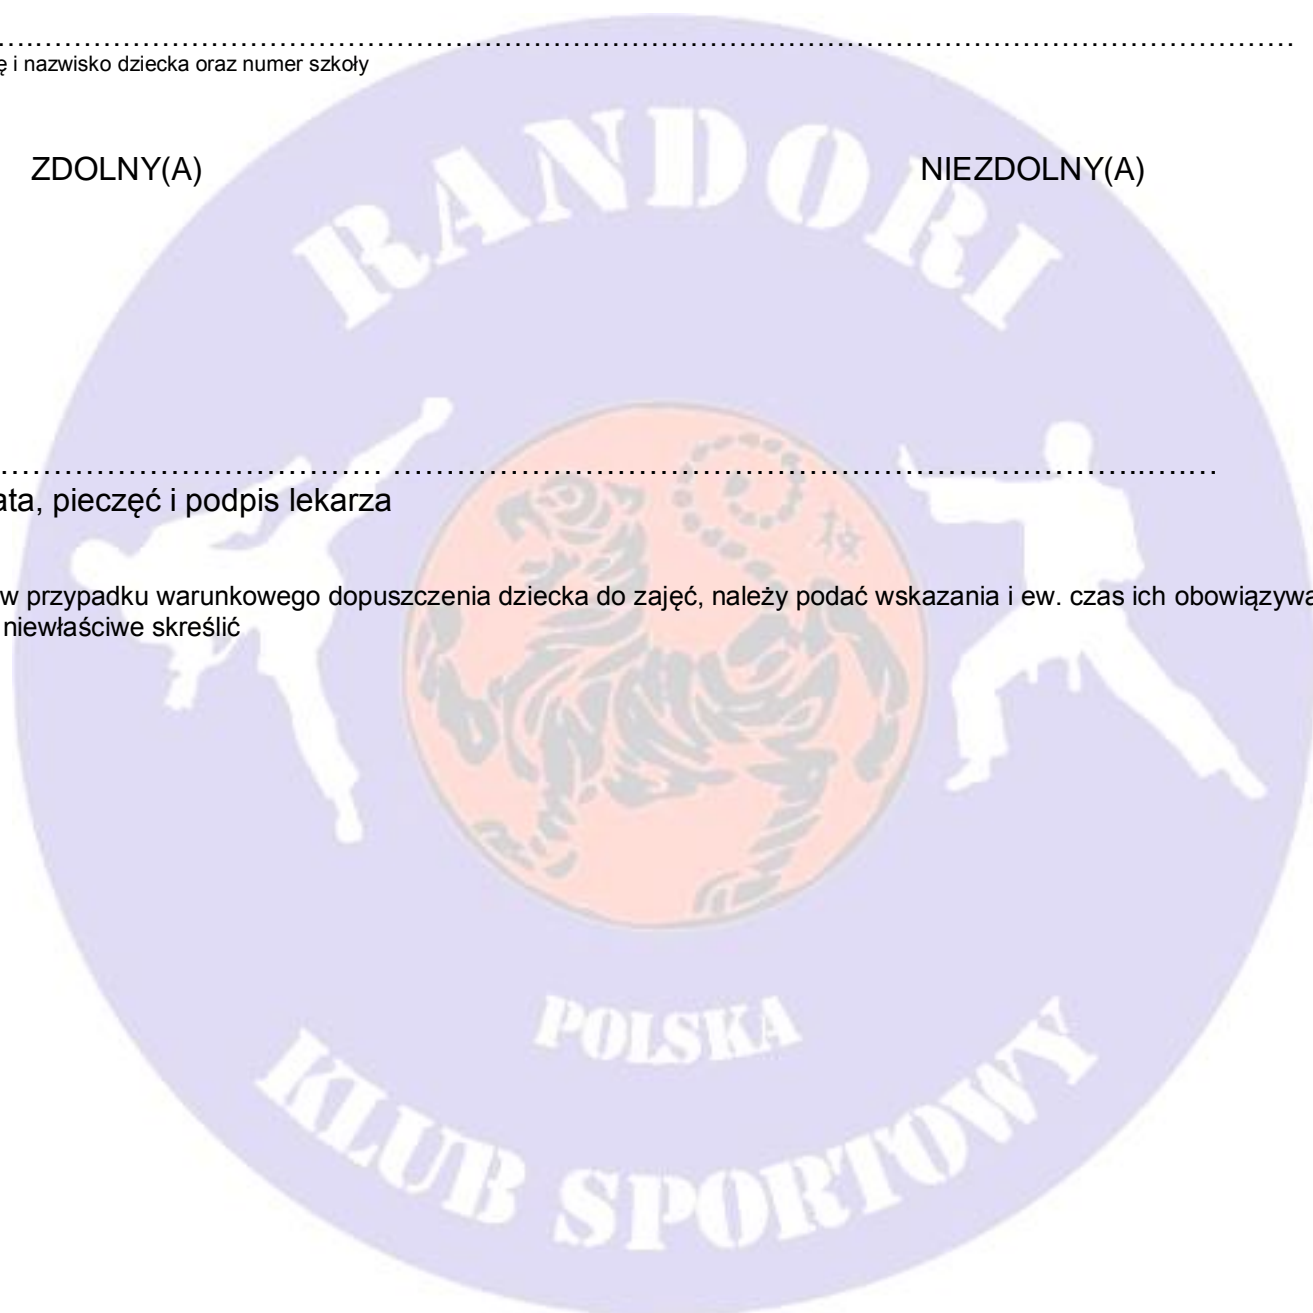 …………………………………………………………………………………………………………
ę i nazwisko dziecka oraz numer szkoły
ZDOLNY(A) NIEZDOLNY(A)
RANDORI
………………………………… ……………………………………………………………………
ata, pieczęć i podpis lekarza
w przypadku warunkowego dopuszczenia dziecka do zajęć, należy podać wskazania i ew. czas ich obowiązywa
niewłaściwe skreślić
POLSKA
KLUB SPORTOWY